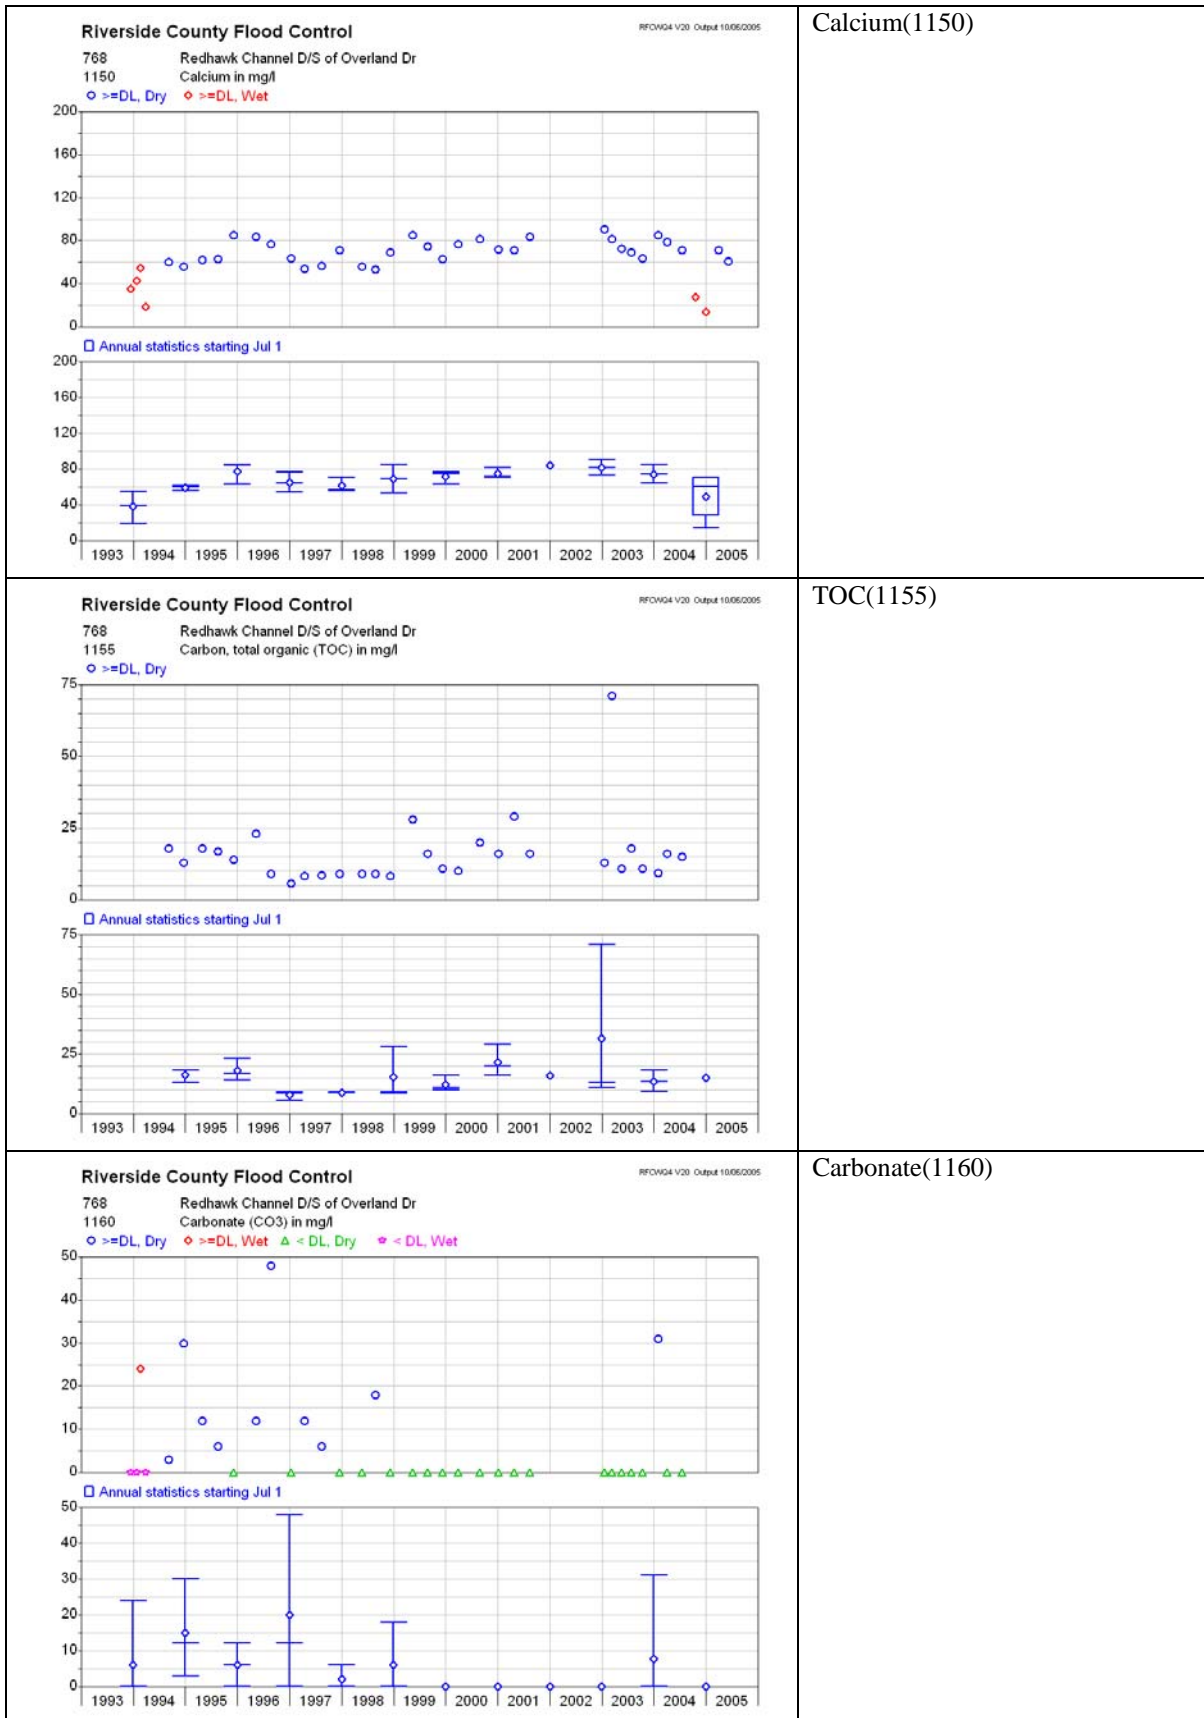 Riverside County Flood Control
RFCWQ4 V20 Output 10/06/2005
768 Redhawk Channel D/S of Overland Dr
1150 Calcium in mg/l
>=DL, Dry >=DL, Wet
200
160
120
80
40
0
Annual statistics starting Jul 1
200
160
120
80
40
0
1993 1994 1995 1996 1997 1998 1999 2000 2001 2002 2003 2004 2005
Calcium(1150)
Riverside County Flood Control
RFCWQ4 V20 Output 10/06/2005
768 Redhawk Channel D/S of Overland Dr
1155 Carbon, total organic (TOC) in mg/l
>=DL, Dry
75
50
25
0
Annual statistics starting Jul 1
75
50
25
0
1993 1994 1995 1996 1997 1998 1999 2000 2001 2002 2003 2004 2005
TOC(1155)
Riverside County Flood Control
RFCWQ4 V20 Output 10/06/2005
768 Redhawk Channel D/S of Overland Dr
1160 Carbonate (CO3) in mg/l
>=DL, Dry >=DL, Wet < DL, Dry < DL, Wet
50
40
30
20
10
0
Annual statistics starting Jul 1
50
40
30
20
10
0
1993 1994 1995 1996 1997 1998 1999 2000 2001 2002 2003 2004 2005
Carbonate(1160)